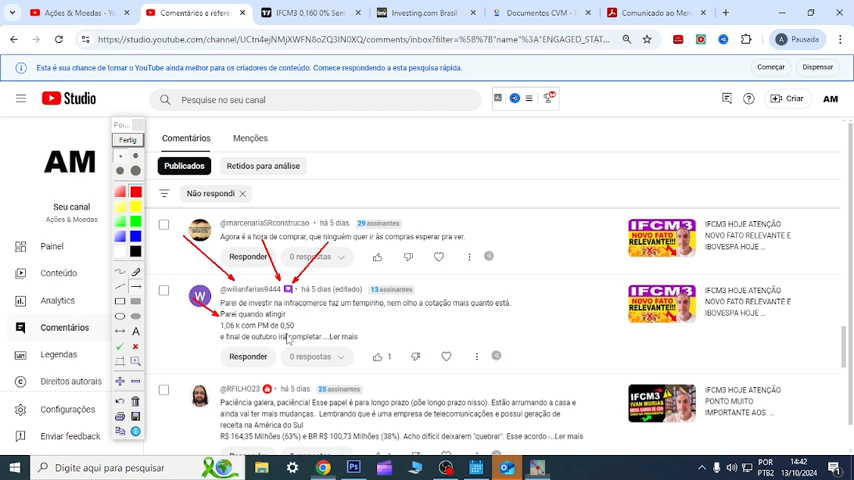 Ações & Moedas - You
Comentários e referên
IFCM3 0,160 0% Sem
Investing.com Brasil
Documentos CVM -
Comunicado ao Mer
https://studio.youtube.com/channel/UCtn4ejNMjXWFN8oZQ3IN0XQ/comments/inbox?filter=%5B%7B"name"%3A"ENGAGED_STAT...
Pausada
Esta é sua chance de tornar o YouTube ainda melhor para os criadores de conteúdo. Comece respondendo a esta pesquisa rápida.
Começar
Dispensar
Studio
Pesquise no seu canal
Criar
AM
AM
Seu canal
Ações & Moedas
Painel
Conteúdo
Analytics
Comentários
Legendas
Direitos autorais
Configurações
Enviar feedback
Poi...
Fertig
A
Comentários
Menções
Publicados
Retidos para análise
Não respondi
@marcenariaSRconstrucao • há 5 dias 29 assinantes
Agora é a hora de comprar, que ninguém quer ir às compras esperar pra ver.
Responder
0 respostas
IFCM3 HOJE ATENÇÃO
NOVO FATO RELEVANTE E
IBOVESPA HOJE ...
W
@wilianfarias9444 há 5 dias (editado) 13 assinantes
Parei de investir na infracomerce faz um tempinho, nem olho a cotação mais quanto está.
Parei quando atingir
1,06 k com PM de 0,50
e final de outubro ira completar ...Ler mais
Responder
0 respostas
1
IFCM3 HOJE ATENÇÃO
NOVO FATO RELEVANTE E
IBOVESPA HOJE ...
@RFILHO23 • há 5 dias 25 assinantes
Paciência galera, paciência! Esse papel é para longo prazo (põe longo prazo nisso). Estão arrumando a casa e
ainda vai ter mais mudanças. Lembrando que é uma empresa de telecomunicações e possui geração de
receita na América do Sul
R$ 164,35 Milhões (63%) e BR R$ 100,73 Milhões (38%). Acho difícil deixarem "quebrar". Esse acordo ...Ler mais
IFCM3 HOJE ATENÇÃO
PONTO MUITO
IMPORTANTE AOS ...
IFCM3
NOVO FATO
RELEVANTE!!
IFCM3
NOVO FATO
RELEVANTE!!
IFCM3
IVAN MURIAS
Digite aqui para pesquisar
POR
PTB2
14:42
13/10/2024